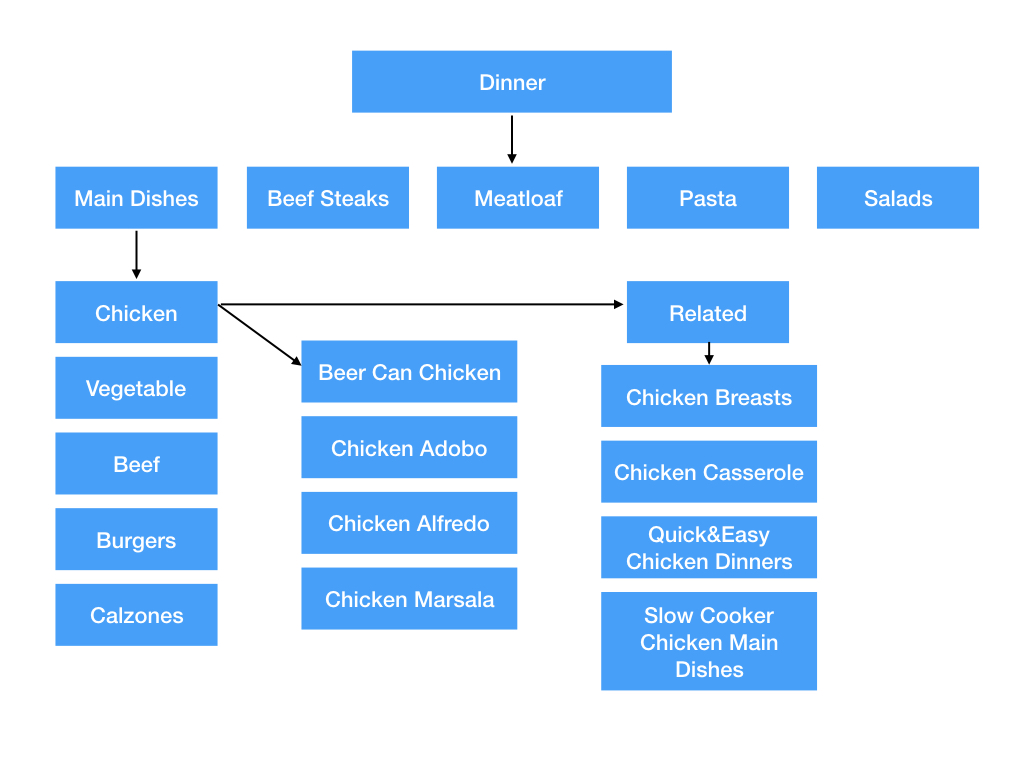 Dinner
Main Dishes
Beef Steaks
Meatloaf
Pasta
Salads
Chicken
Vegetable
Beef
Burgers
Calzones
Beer Can Chicken
Chicken Adobo
Chicken Alfredo
Chicken Marsala
Related
Chicken Breasts
Chicken Casserole
Quick&Easy
Chicken Dinners
Slow Cooker
Chicken Main
Dishes